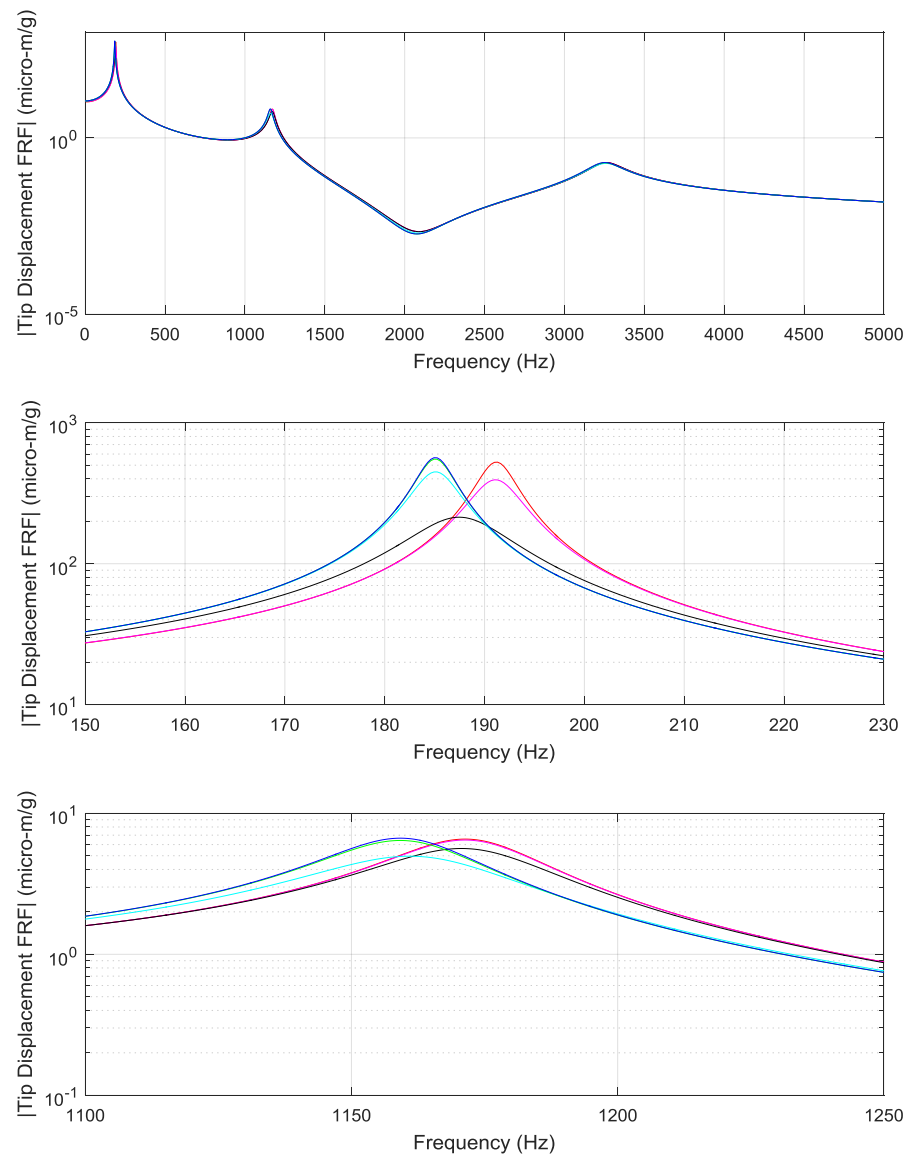 |Tip Displacement FRF| (micro-m/g)
10^0
10^-5
0 500 1000 1500 2000 2500 3000 3500 4000 4500 5000
Frequency (Hz)
|Tip Displacement FRF| (micro-m/g)
10^3
10^2
10^1
150 160 170 180 190 200 210 220 230
Frequency (Hz)
|Tip Displacement FRF| (micro-m/g)
10^1
10^0
10^-1
1100 1150 1200 1250
Frequency (Hz)